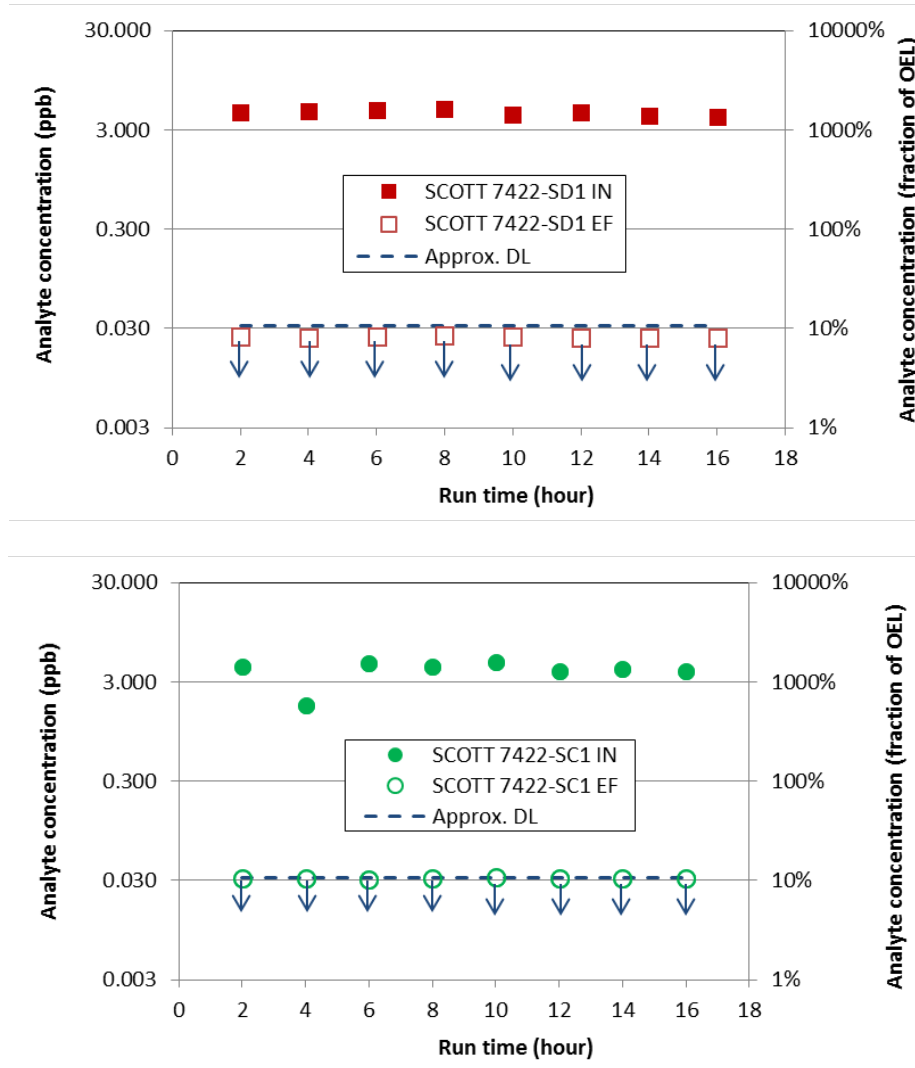 30.000
3.000
0.300
0.030
0.003
Analyte concentration (ppb)
10000%
1000%
100%
10%
1%
Analyte concentration (fraction of OEL)
SCOTT 7422-SD1 IN
SCOTT 7422-SD1 EF
Approx. DL
0 2 4 6 8 10 12 14 16 18
Run time (hour)
30.000
3.000
0.300
0.030
0.003
Analyte concentration (ppb)
10000%
1000%
100%
10%
1%
Analyte concentration (fraction of OEL)
SCOTT 7422-SC1 IN
SCOTT 7422-SC1 EF
Approx. DL
0 2 4 6 8 10 12 14 16 18
Run time (hour)